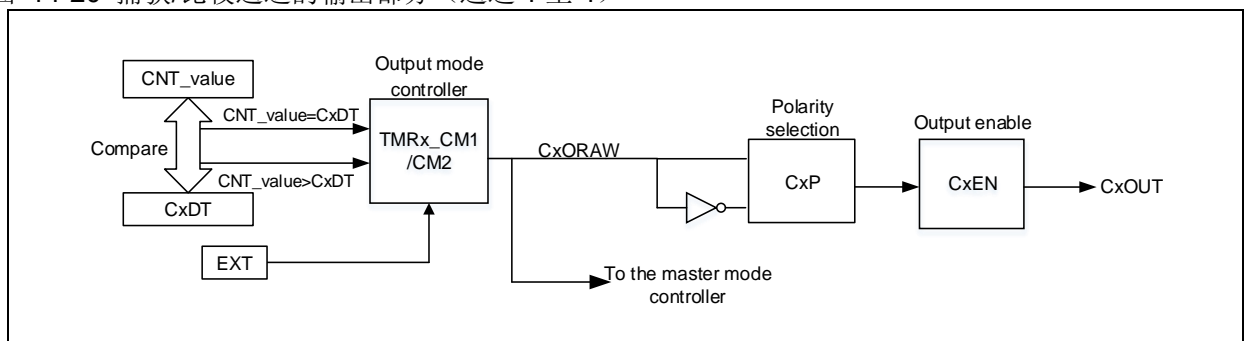 CNT_value
Compare
CxDT
CNT_value=CxDT
CNT_value>CxDT
EXT
Output mode
controller
TMRx_CM1
/CM2
CxORAW
To the master mode
controller
Polarity
selection
CxP
Output enable
CxEN
CxOUT